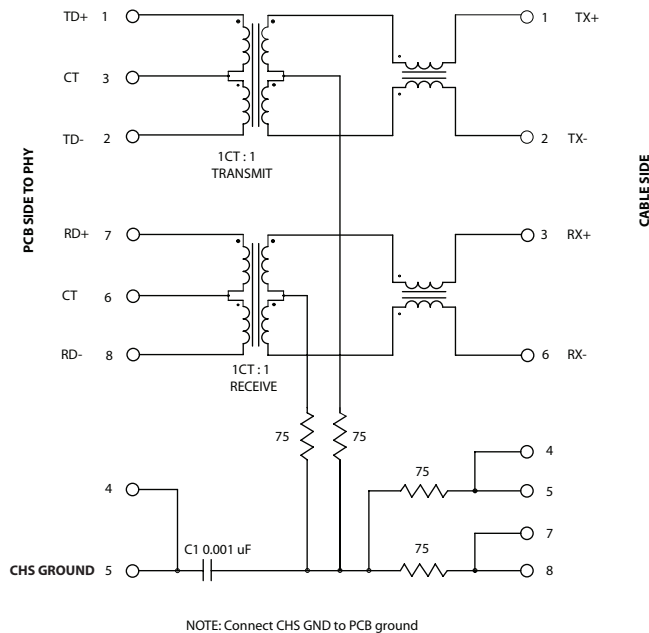 TD+ 1
1 TX+
CT 3
TD- 2
2 TX-
1CT : 1
TRANSMIT
PCB SIDE TO PHY
CABLE SIDE
RD+ 7
3 RX+
CT 6
RD- 8
6 RX-
1CT : 1
RECEIVE
75
75
4
75
5
4
7
C1 0.001 uF
75
CHS GROUND 5
8
NOTE: Connect CHS GND to PCB ground